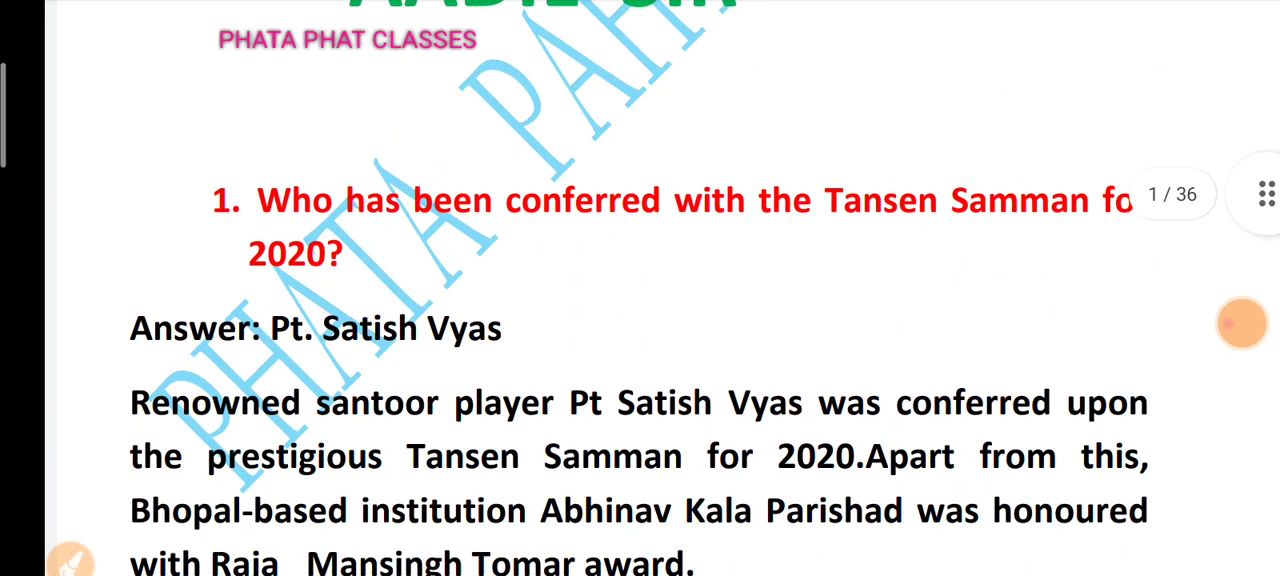 PHATA PHAT CLASSES
1. Who has been conferred with the Tansen Samman fo
1 / 36
2020?
Answer: Pt. Satish Vyas
Renowned santoor player Pt Satish Vyas was conferred upon
the prestigious Tansen Samman for 2020.Apart from this,
Bhopal-based institution Abhinav Kala Parishad was honoured
with Raja Mansingh Tomar award.
PHATA PAH